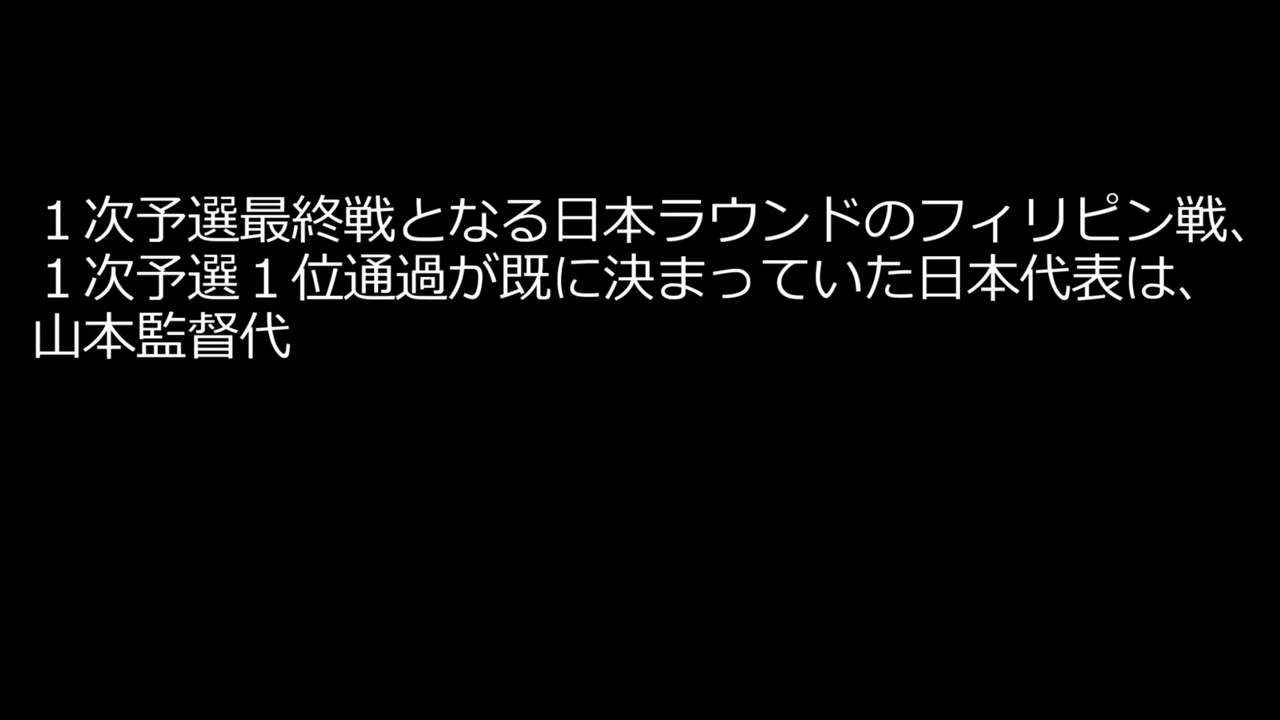 １次予選最終戦となる日本ラウンドのフィリピン戦、
１次予選１位通過が既に決まっていた日本代表は、
山本監督代